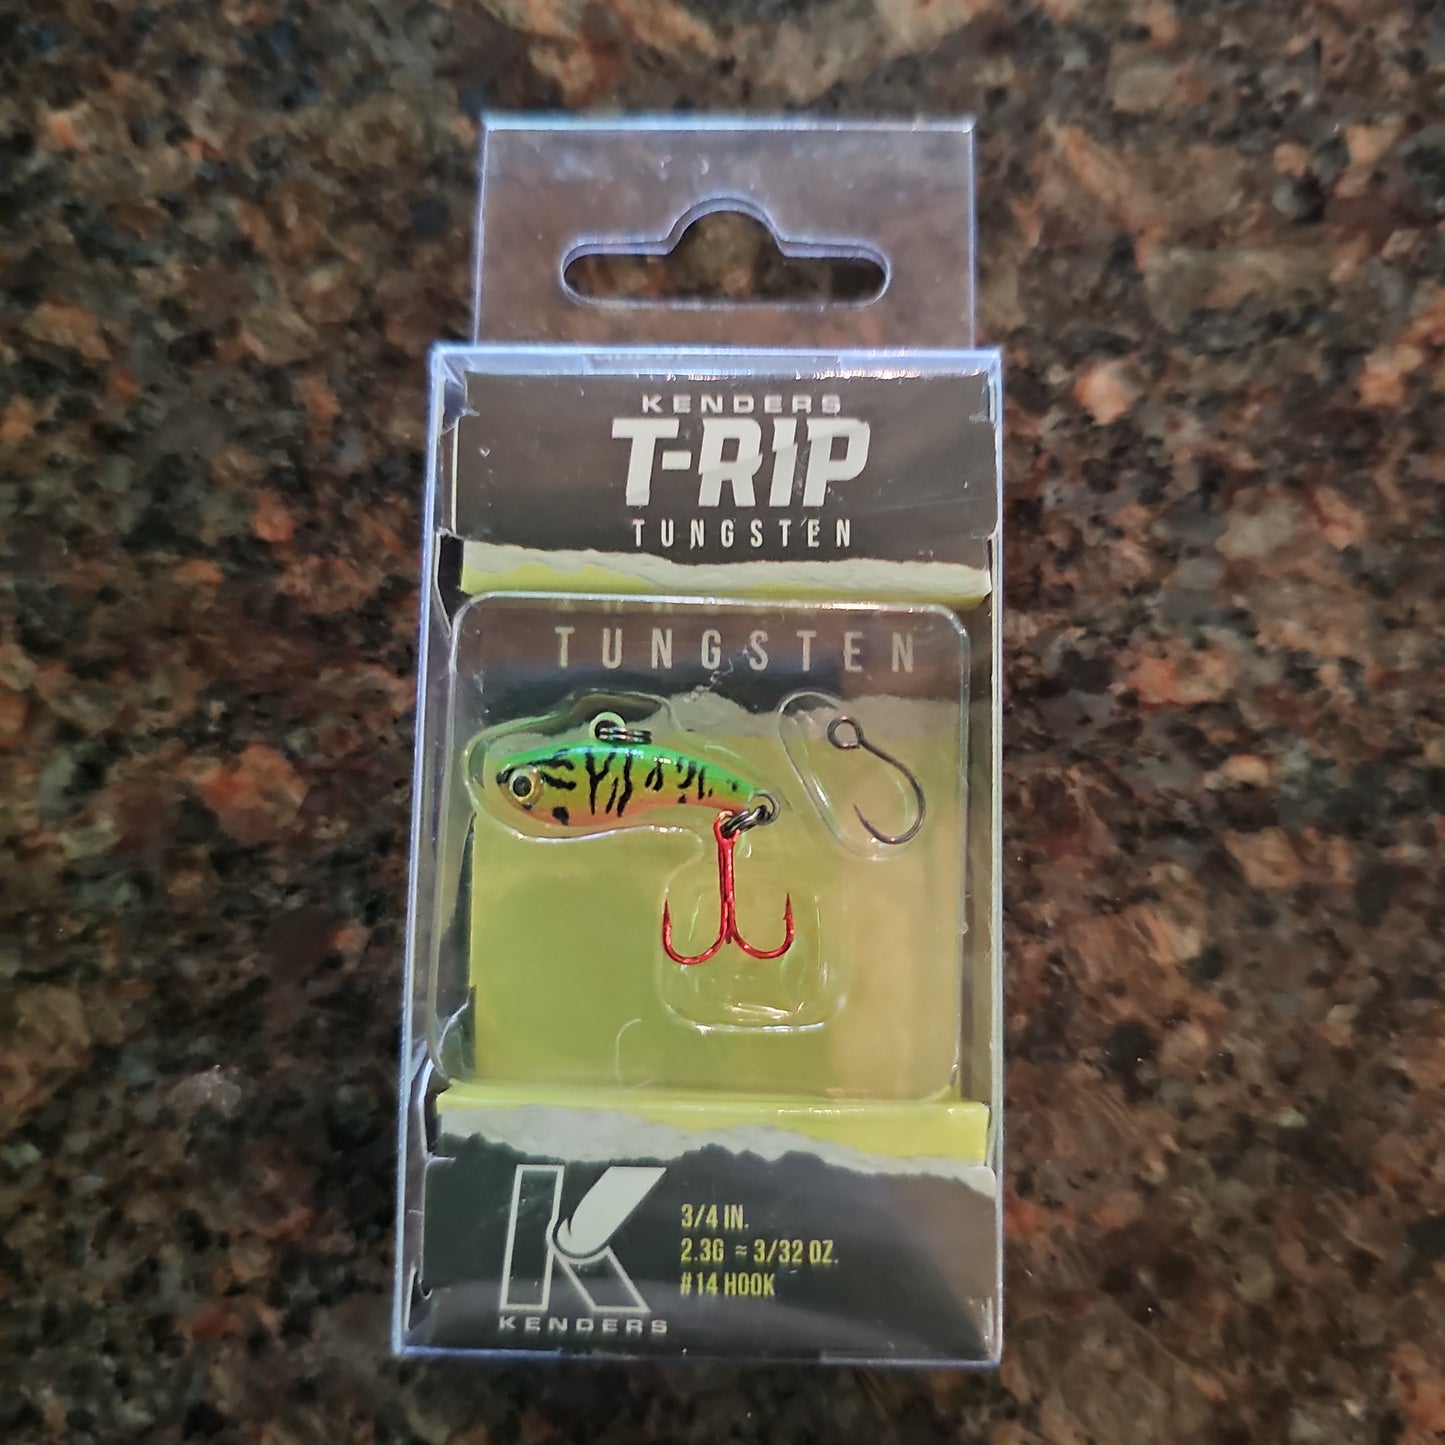 KENDERS
T-RIP
TUNGSTEN
TUNGSTEN
K
KENDERS
3/4 IN.
2.3G ≈ 3/32 OZ.
#14 HOOK